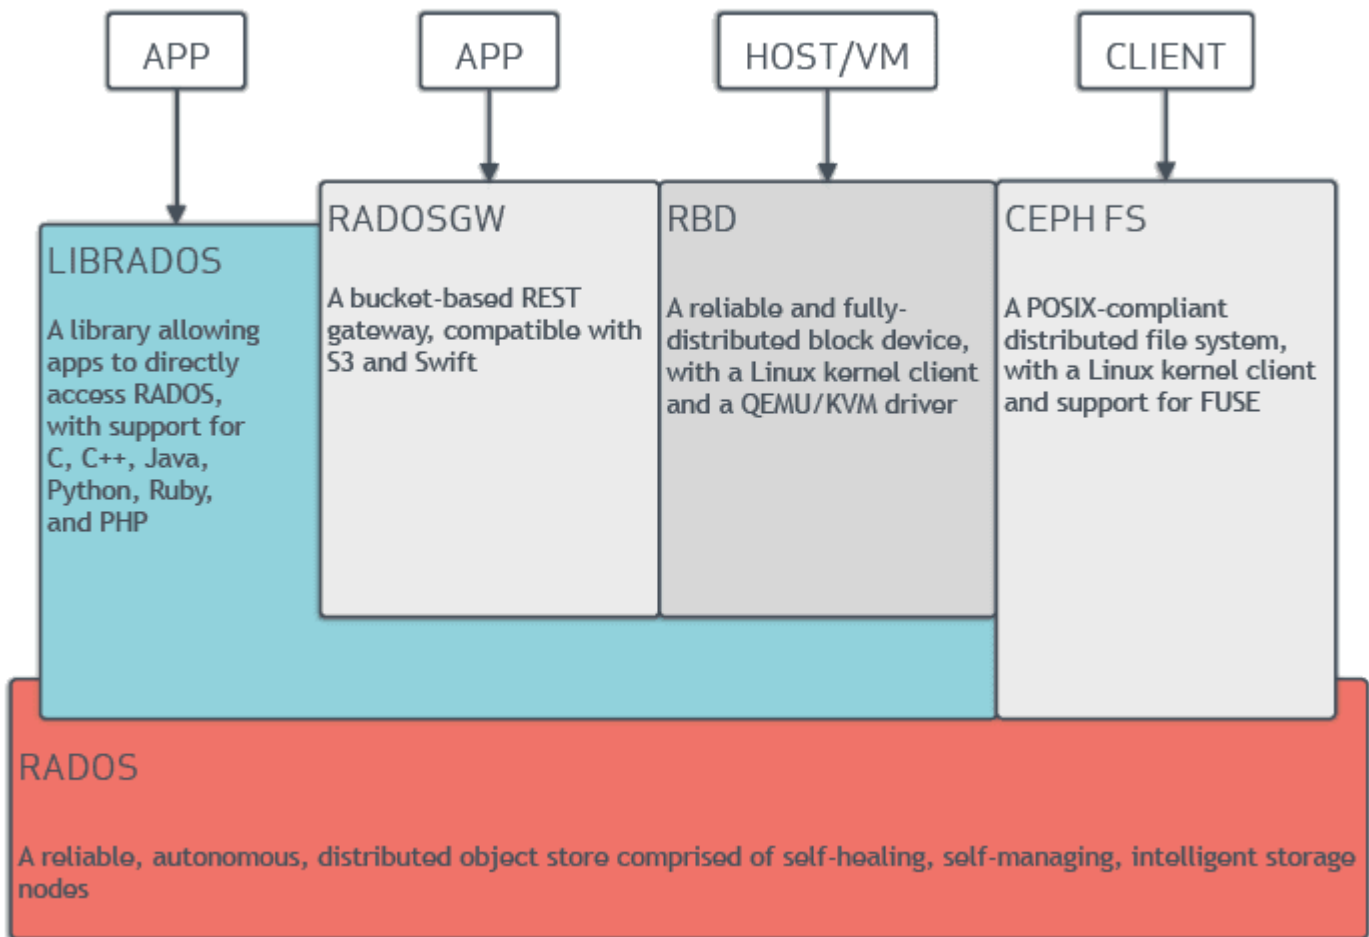 APP
APP
HOST/VM
CLIENT
LIBRADOS
A library allowing
apps to directly
access RADOS,
with support for
C, C++, Java,
Python, Ruby,
and PHP
RADOSGW
A bucket-based REST
gateway, compatible with
S3 and Swift
RBD
A reliable and fully-
distributed block device,
with a Linux kernel client
and a QEMU/KVM driver
CEPH FS
A POSIX-compliant
distributed file system,
with a Linux kernel client
and support for FUSE
RADOS
A reliable, autonomous, distributed object store comprised of self-healing, self-managing, intelligent storage
nodes